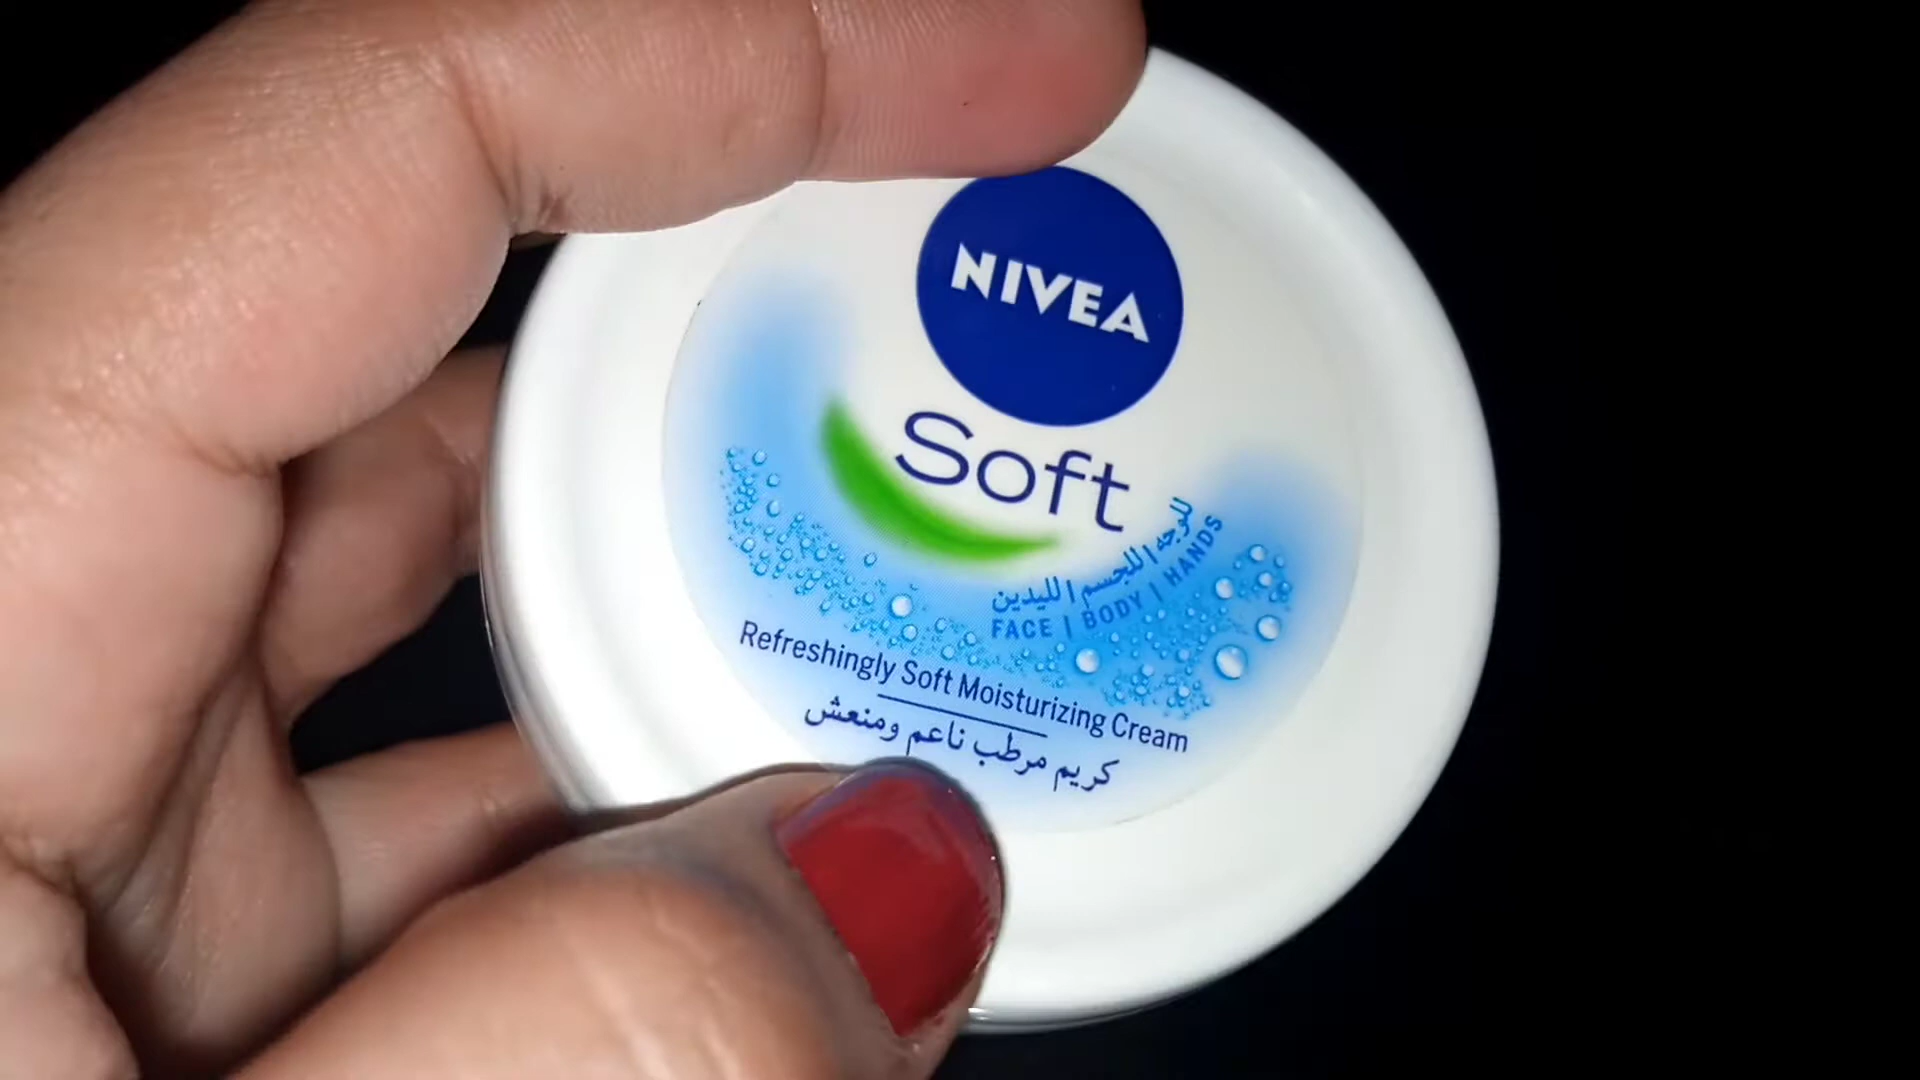 NIVEA
Soft
للوجه | للجسم | لليدين
FACE | BODY | HANDS
Refreshingly Soft Moisturizing Cream
كريم مرطب ناعم ومنعش